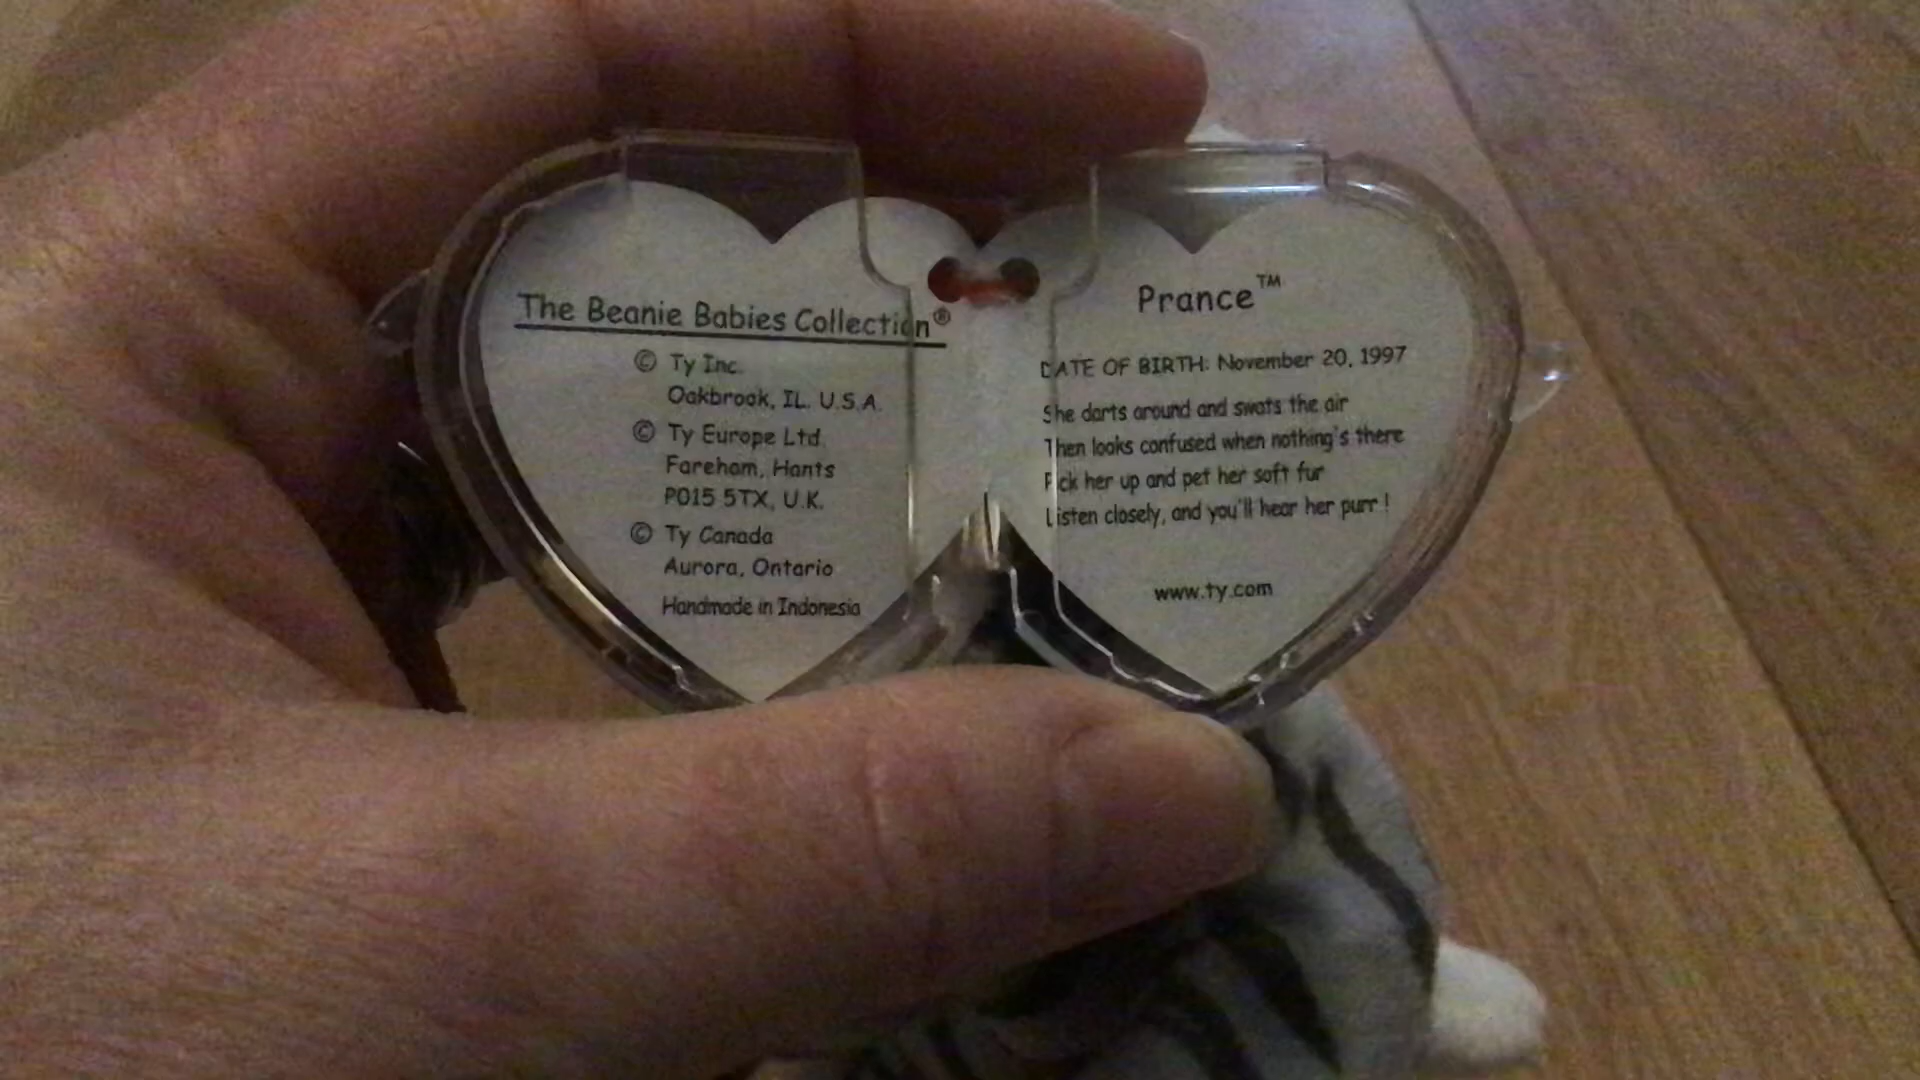 The Beanie Babies Collection®
© Ty Inc.
Oakbrook, IL. U.S.A.
© Ty Europe Ltd.
Fareham, Hants
PO15 5TX, U.K.
© Ty Canada
Aurora, Ontario
Handmade in Indonesia
Prance™
DATE OF BIRTH: November 20, 1997
She darts around and swats the air
Then looks confused when nothing's there
Pick her up and pet her soft fur
Listen closely, and you'll hear her purr!
www.ty.com